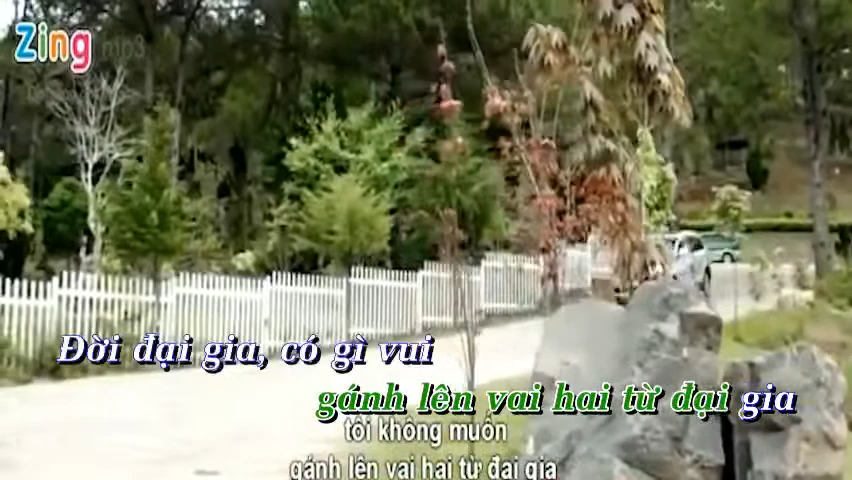 Zing mp3
Đời đại gia, có gì vui
gánh lên vai hai từ đại gia
tôi không muốn
gánh lên vai hai từ đại gia